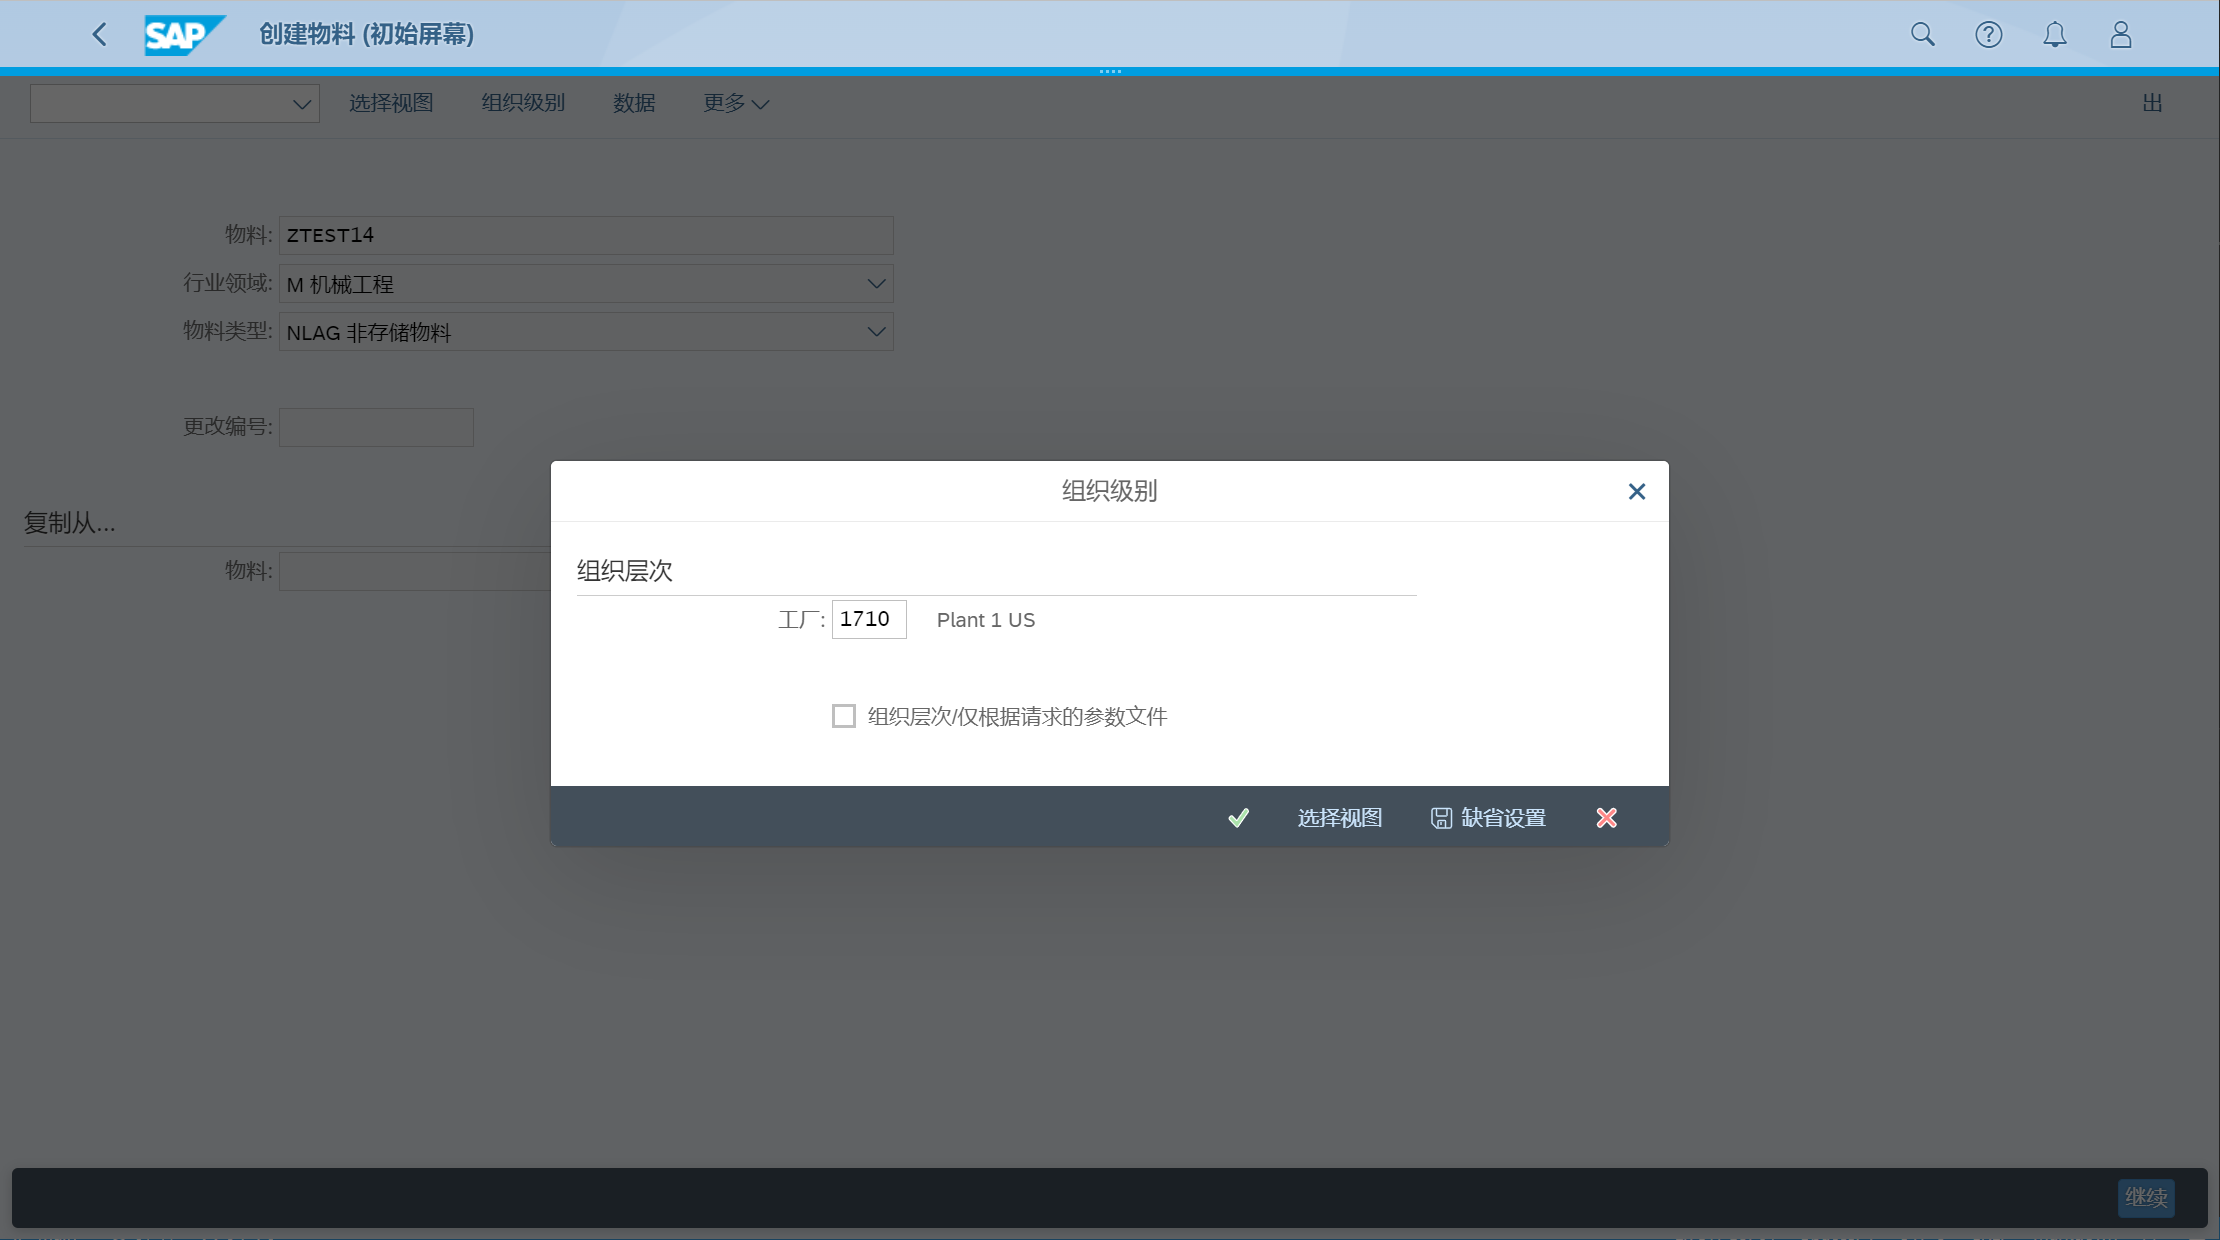 SAP 创建物料 (初始屏幕)
选择视图 组织级别 数据 更多 出
物料: ZTEST14
行业领域: M 机械工程
物料类型: NLAG 非存储物料
更改编号:
复制从...
物料:
组织级别
组织层次
工厂: 1710 Plant 1 US
组织层次/仅根据请求的参数文件
选择视图 缺省设置
继续